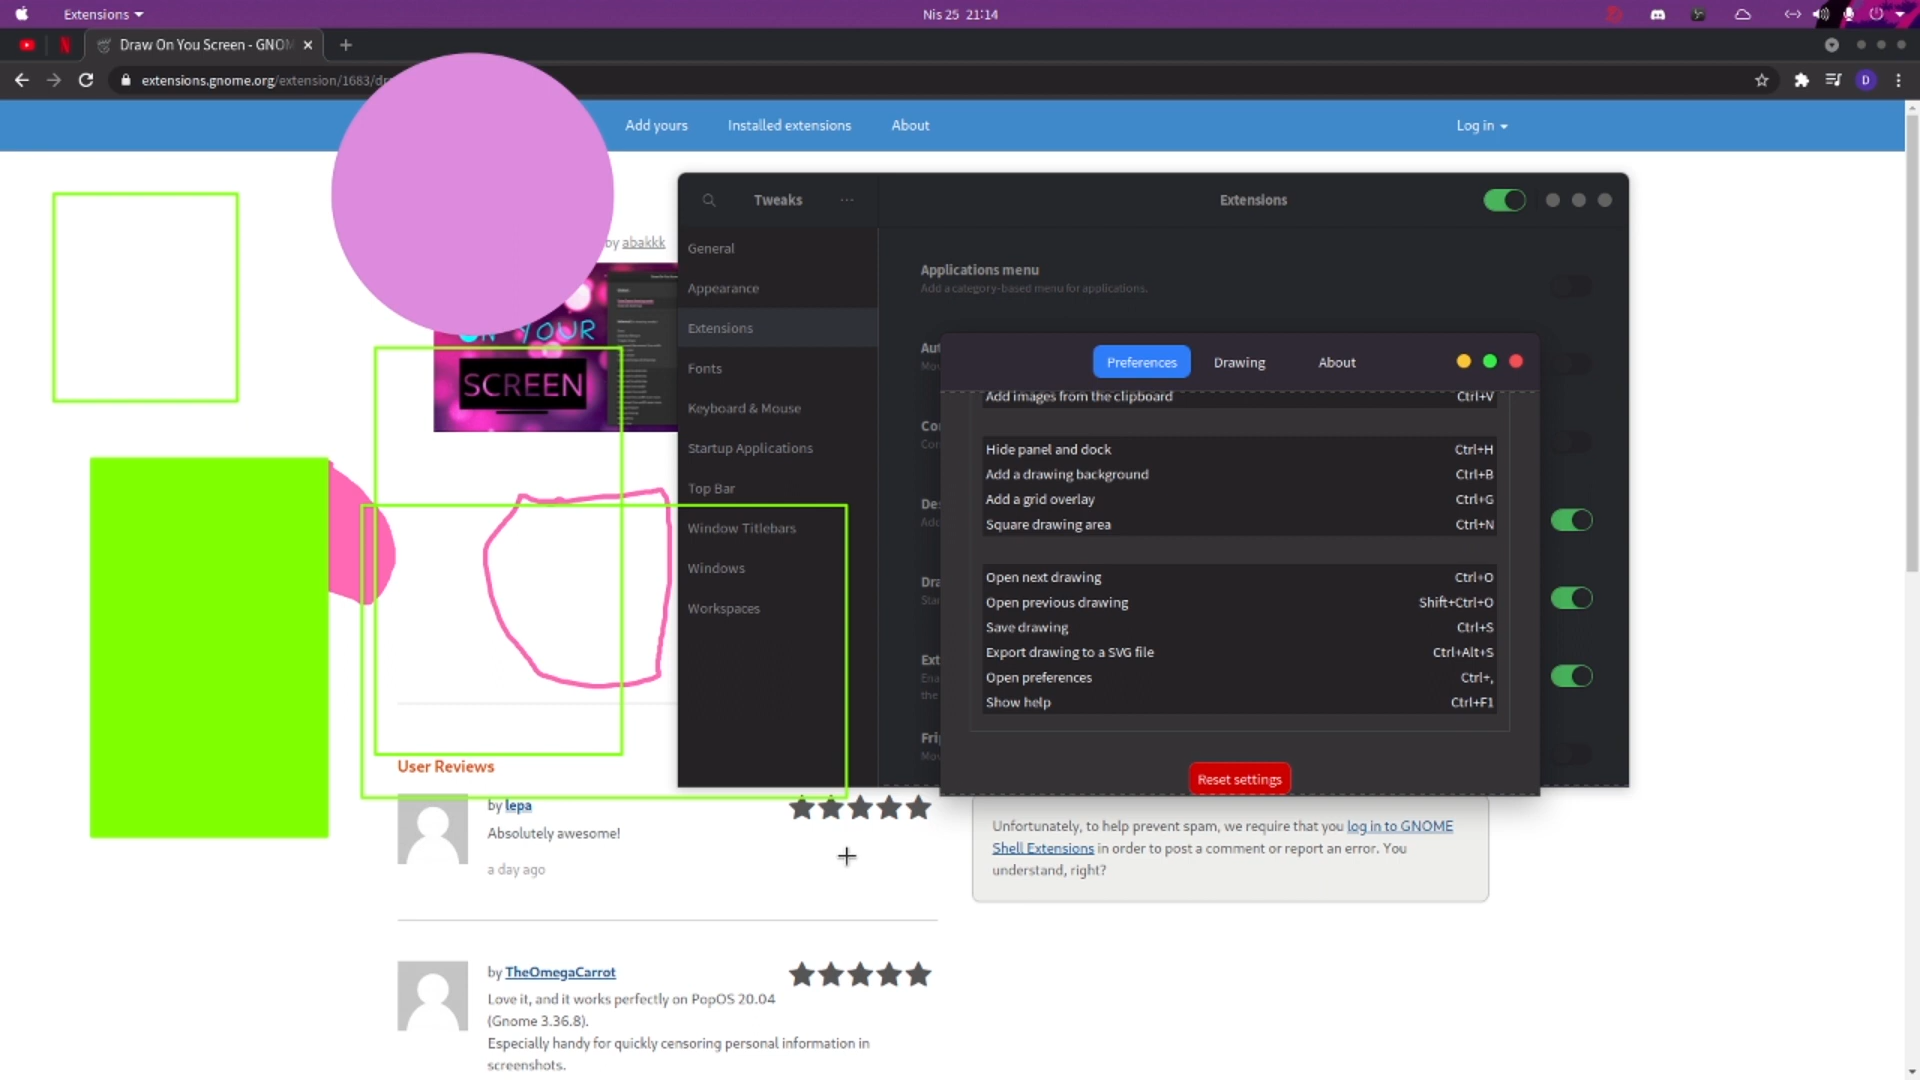 Extensions
Nis 25 21:14
Draw On You Screen - GNOM
extensions.gnome.org/extension/1683/dr
D
Add yours
Installed extensions
About
Log in
by abakkk
ON YOUR
SCREEN
Tweaks
Extensions
General
Appearance
Extensions
Fonts
Keyboard & Mouse
Startup Applications
Top Bar
Window Titlebars
Windows
Workspaces
Applications menu
Add a category-based menu for applications.
Preferences
Drawing
About
Add images from the clipboard Ctrl+V
Hide panel and dock Ctrl+H
Add a drawing background Ctrl+B
Add a grid overlay Ctrl+G
Square drawing area Ctrl+N
Open next drawing Ctrl+O
Open previous drawing Shift+Ctrl+O
Save drawing Ctrl+S
Export drawing to a SVG file Ctrl+Alt+S
Open preferences Ctrl+,
Show help Ctrl+F1
Reset settings
User Reviews
by lepa
Absolutely awesome!
a day ago
Unfortunately, to help prevent spam, we require that you log in to GNOME
Shell Extensions in order to post a comment or report an error. You
understand, right?
by TheOmegaCarrot
Love it, and it works perfectly on PopOS 20.04
(Gnome 3.36.8).
Especially handy for quickly censoring personal information in
screenshots.